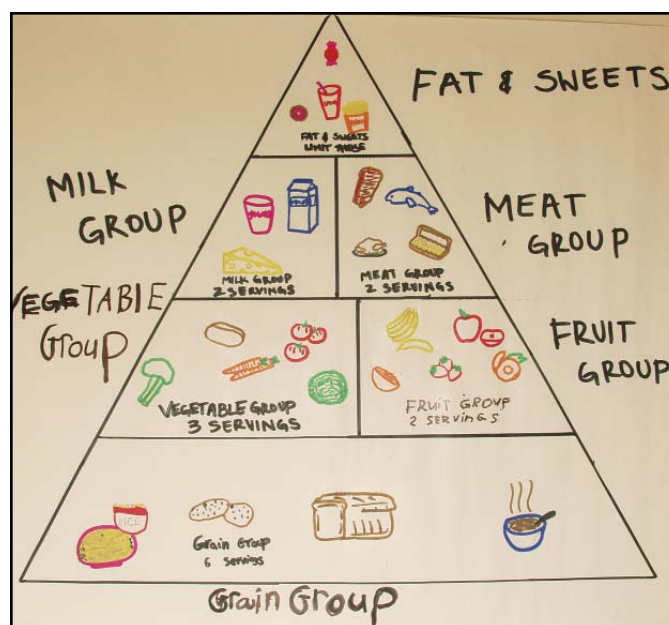 FAT & SWEETS
FAT & SWEETS
LIMIT THESE
MILK
GROUP
MILK GROUP
2 SERVINGS
MEAT GROUP
2 SERVINGS
MEAT
GROUP
VEGETABLE
Group
VEGETABLE GROUP
3 SERVINGS
FRUIT GROUP
2 SERVINGS
FRUIT
GROUP
RICE
Grain Group
6 Servings
Grain Group